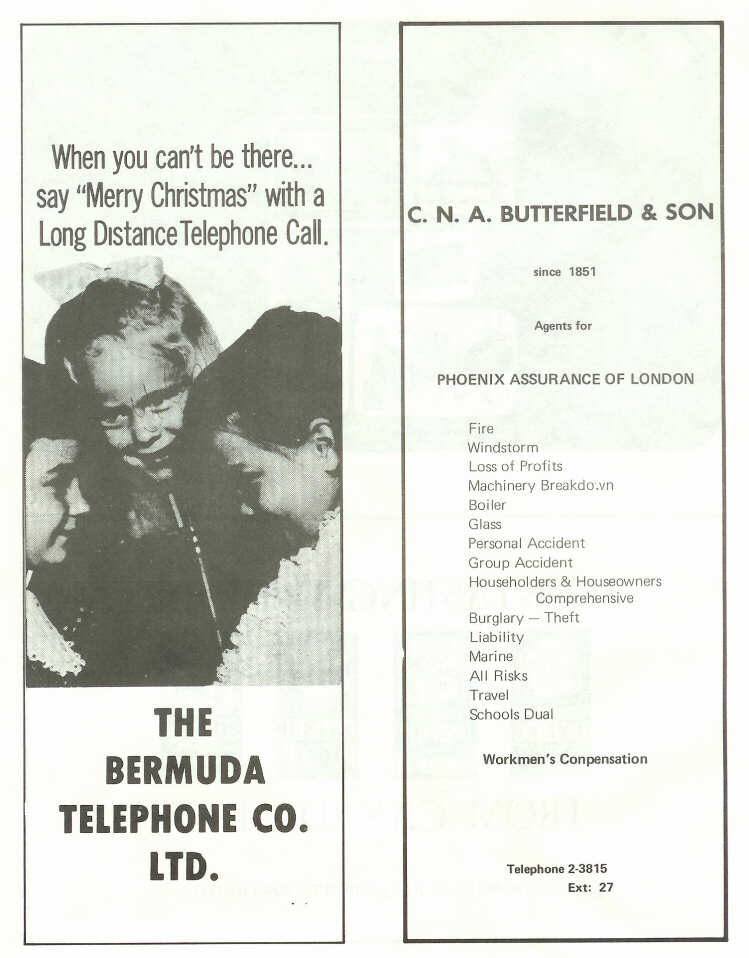 When you can't be there...
say "Merry Christmas" with a
Long Distance Telephone Call.
THE
BERMUDA
TELEPHONE CO.
LTD.
C. N. A. BUTTERFIELD & SON
since 1851
Agents for
PHOENIX ASSURANCE OF LONDON
Fire
Windstorm
Loss of Profits
Machinery Breakdo.vn
Boiler
Glass
Personal Accident
Group Accident
Householders & Houseowners
Comprehensive
Burglary — Theft
Liability
Marine
All Risks
Travel
Schools Dual
Workmen's Conpensation
Telephone 2-3815
Ext: 27